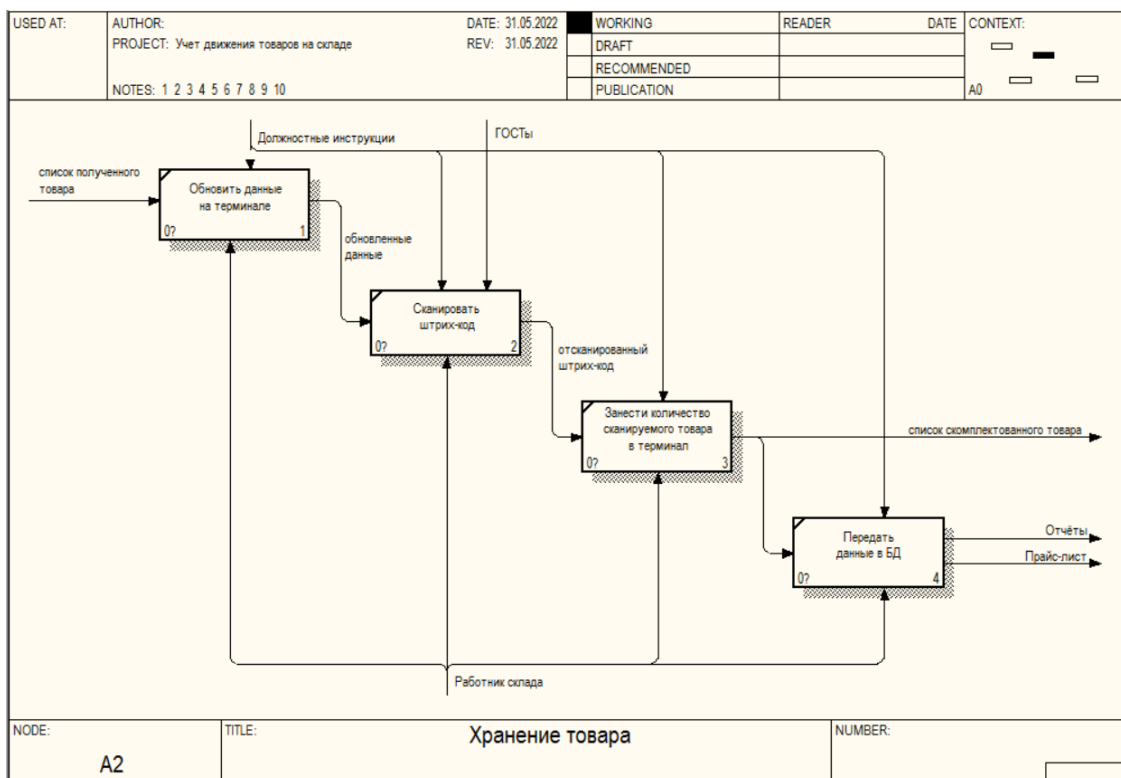 USED AT:
AUTHOR:
DATE: 31.05.2022
PROJECT: Учет движения товаров на складе
REV: 31.05.2022
NOTES: 1 2 3 4 5 6 7 8 9 10
WORKING
DRAFT
RECOMMENDED
PUBLICATION
READER
DATE
CONTEXT:
A0
Должностные инструкции
ГОСТы
список полученного
товара
Обновить данные
на терминале
0?
1
обновленные
данные
Сканировать
штрих-код
0?
2
отсканированный
штрих-код
Занести количество
сканируемого товара
в терминал
0?
3
список скомплектованного товара
Передать
данные в БД
0?
4
Отчёты
Прайс-лист
Работник склада
NODE:
A2
TITLE:
Хранение товара
NUMBER: